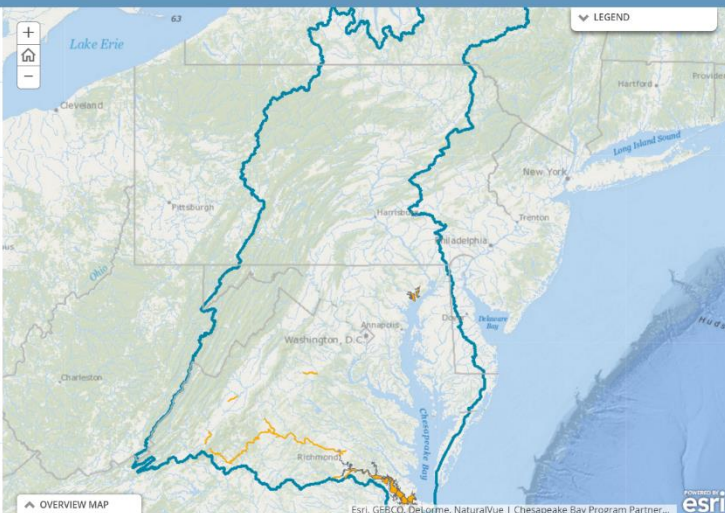 63
LEGEND
Lake Erie
Cleveland
Hartford
Long Island Sound
New York
Pittsburgh
Harrisburg
Trenton
Philadelphia
Ohio
Delaware
Bay
Annapolis
Washington, D.C.
Charleston
Chesapeake Bay
Richmond
OVERVIEW MAP
Esri, GEBCO, DeLorme, NaturalVue | Chesapeake Bay Program Partner...
POWERED BY
esri